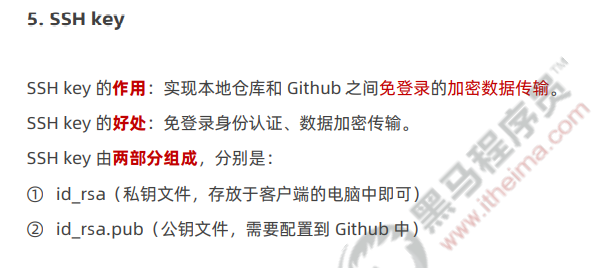 5. SSH key
SSH key 的作用：实现本地仓库和 Github 之间免登录的加密数据传输。
SSH key 的好处：免登录身份认证、数据加密传输。
SSH key 由两部分组成，分别是：
① id_rsa（私钥文件，存放于客户端的电脑中即可）
② id_rsa.pub（公钥文件，需要配置到 Github 中）
黑马程序员
www.itheima.com